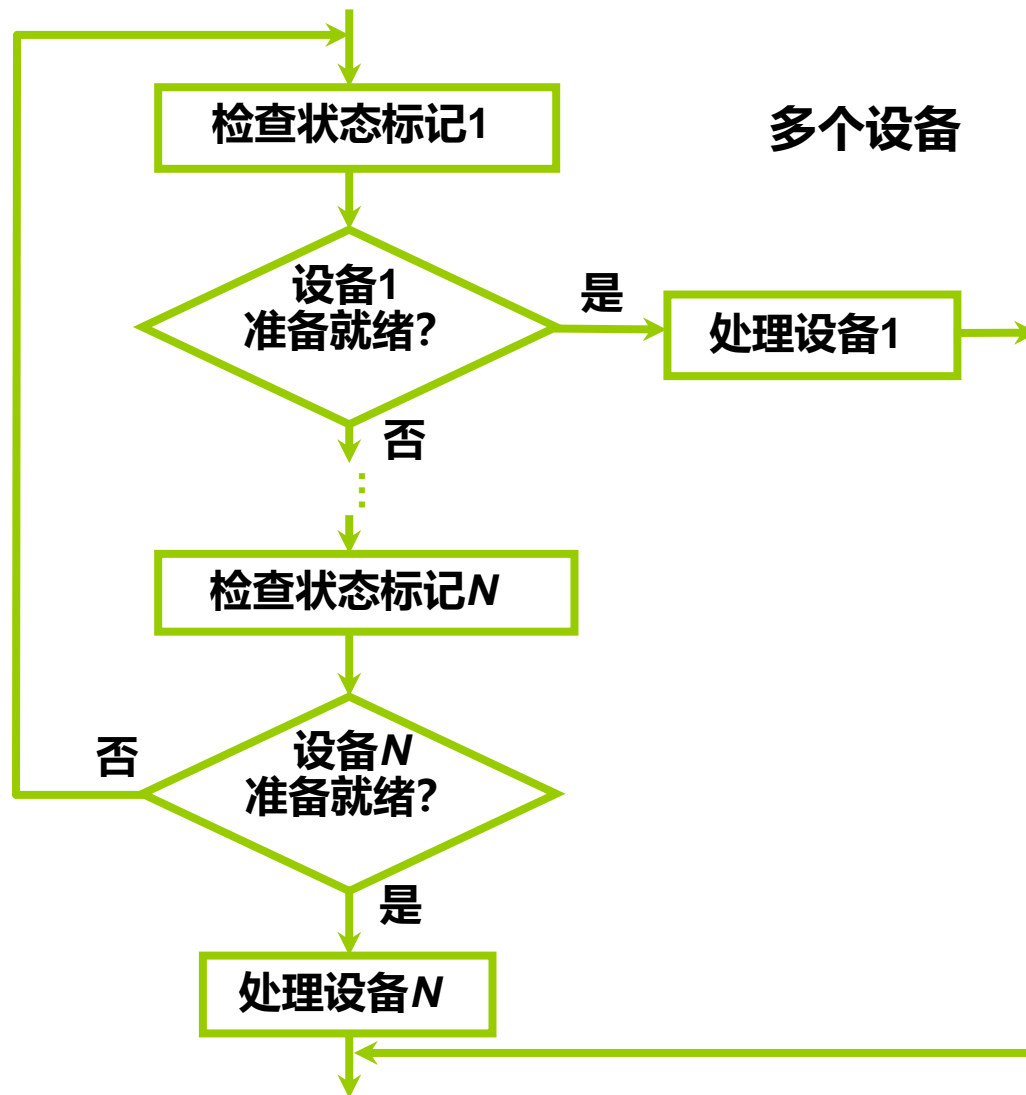 检查状态标记1
多个设备
设备1
准备就绪？
是
处理设备1
否
⋮
检查状态标记N
设备N
准备就绪？
否
是
处理设备N